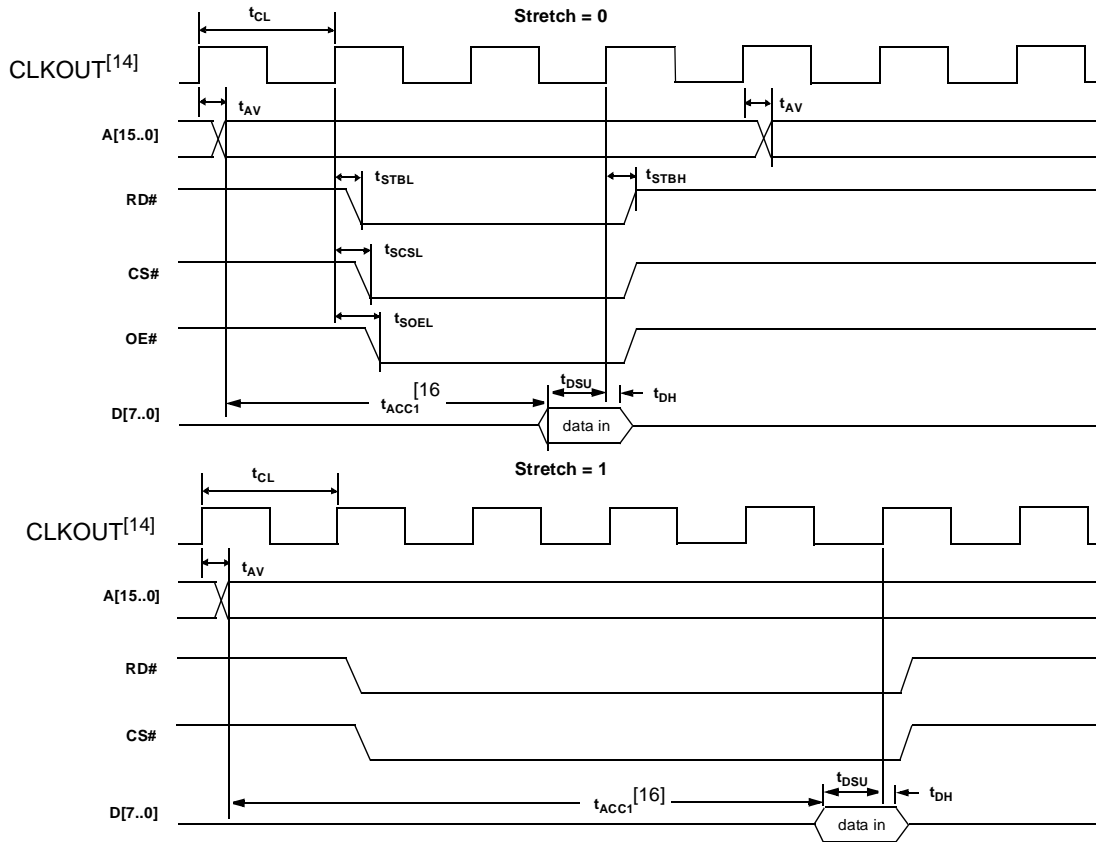 Stretch = 0
tCL
CLKOUT[14]
tAV
tAV
A[15..0]
tSTBL
tSTBH
RD#
tSCSL
CS#
tSOEL
OE#
tACC1[16
tDSU
tDH
D[7..0]
data in
Stretch = 1
tCL
CLKOUT[14]
tAV
A[15..0]
RD#
CS#
tACC1[16]
tDSU
tDH
D[7..0]
data in